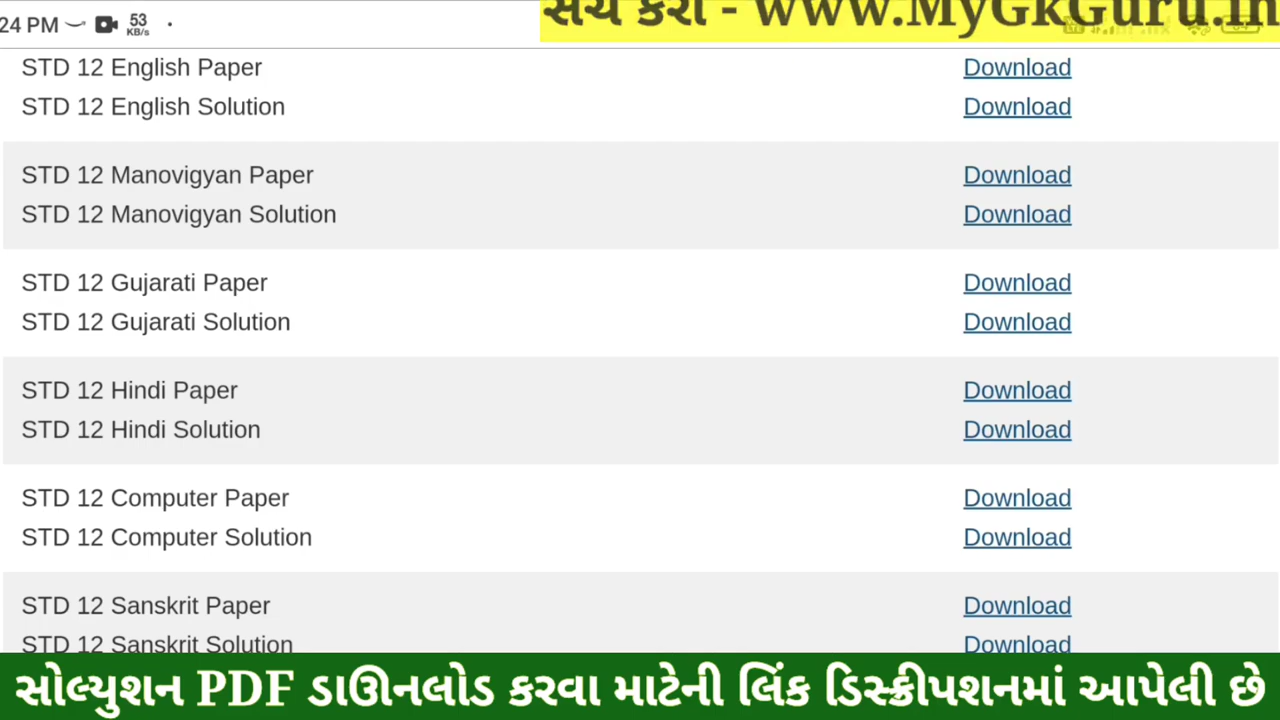 સર્ચ કરો - www.MyGkGuru.in
24 PM 53 KB/s
STD 12 English Paper Download
STD 12 English Solution Download
STD 12 Manovigyan Paper Download
STD 12 Manovigyan Solution Download
STD 12 Gujarati Paper Download
STD 12 Gujarati Solution Download
STD 12 Hindi Paper Download
STD 12 Hindi Solution Download
STD 12 Computer Paper Download
STD 12 Computer Solution Download
STD 12 Sanskrit Paper Download
STD 12 Sanskrit Solution Download
સોલ્યુશન PDF ડાઊનલોડ કરવા માટેની લિંક ડિસ્ક્રીપશનમાં આપેલી છે